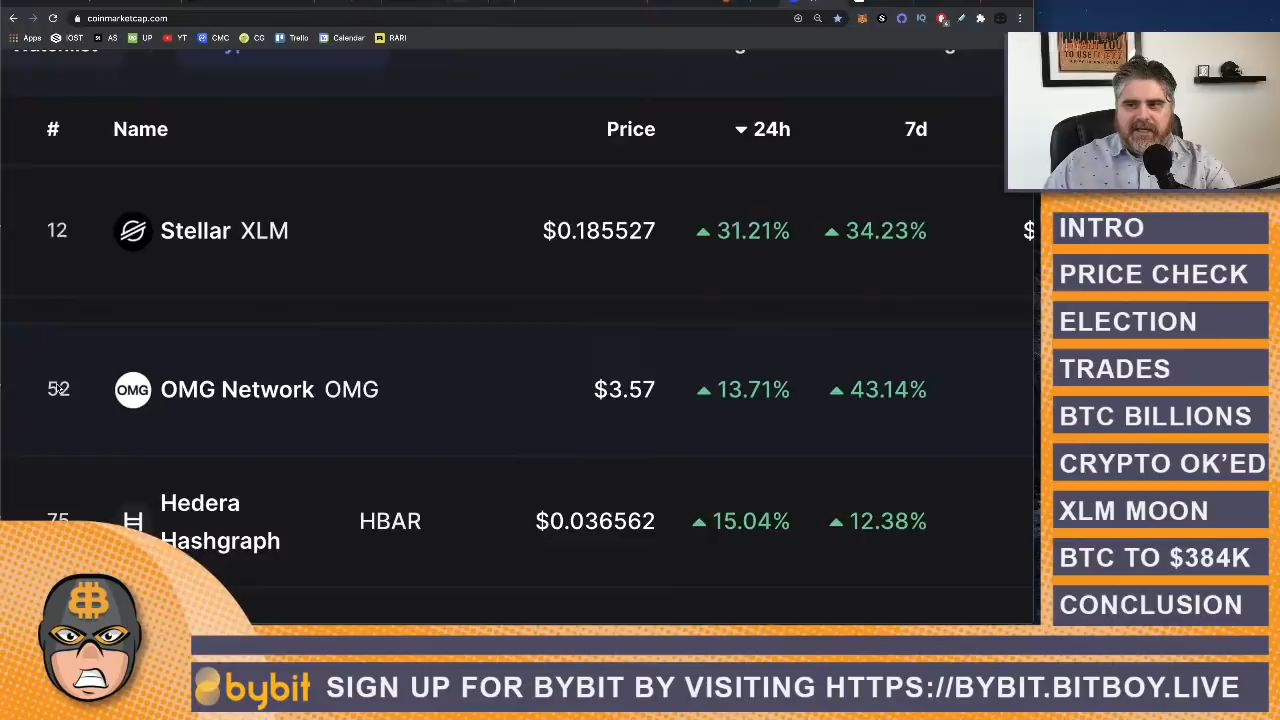 coinmarketcap.com
Apps IOST AS UP YT CMC CG Trello Calendar RARI
# Name Price 24h 7d
12 Stellar XLM $0.185527 31.21% 34.23% $
52 OMG OMG Network OMG $3.57 13.71% 43.14%
75 Hedera Hashgraph HBAR $0.036562 15.04% 12.38%
INTRO
PRICE CHECK
ELECTION
TRADES
BTC BILLIONS
CRYPTO OK'ED
XLM MOON
BTC TO $384K
CONCLUSION
bybit SIGN UP FOR BYBIT BY VISITING HTTPS://BYBIT.BITBOY.LIVE